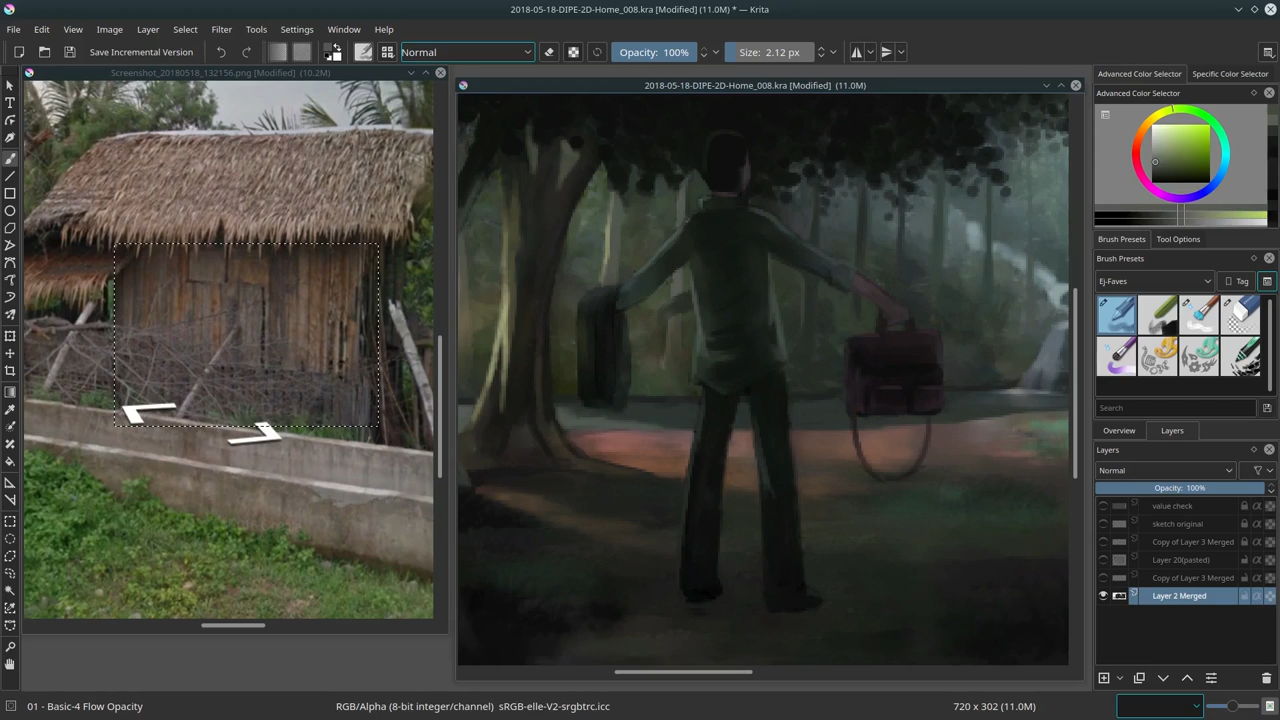 2018-05-18-DIPE-2D-Home_008.kra [Modified] (11.0M) * — Krita
File Edit View Image Layer Select Filter Tools Settings Window Help
Save Incremental Version
Normal
Opacity: 100%
Size: 2.12 px
Screenshot_20180518_132156.png [Modified] (10.2M)
2018-05-18-DIPE-2D-Home_008.kra [Modified] (11.0M)
Advanced Color Selector
Specific Color Selector
Advanced Color Selector
Brush Presets
Tool Options
Brush Presets
Ej-Faves
Tag
Search
Overview
Layers
Layers
Normal
Opacity: 100%
value check
sketch original
Copy of Layer 3 Merged
Layer 20(pasted)
Copy of Layer 3 Merged
Layer 2 Merged
01 - Basic-4 Flow Opacity
RGB/Alpha (8-bit integer/channel) sRGB-elle-V2-srgbtrc.icc
720 x 302 (11.0M)